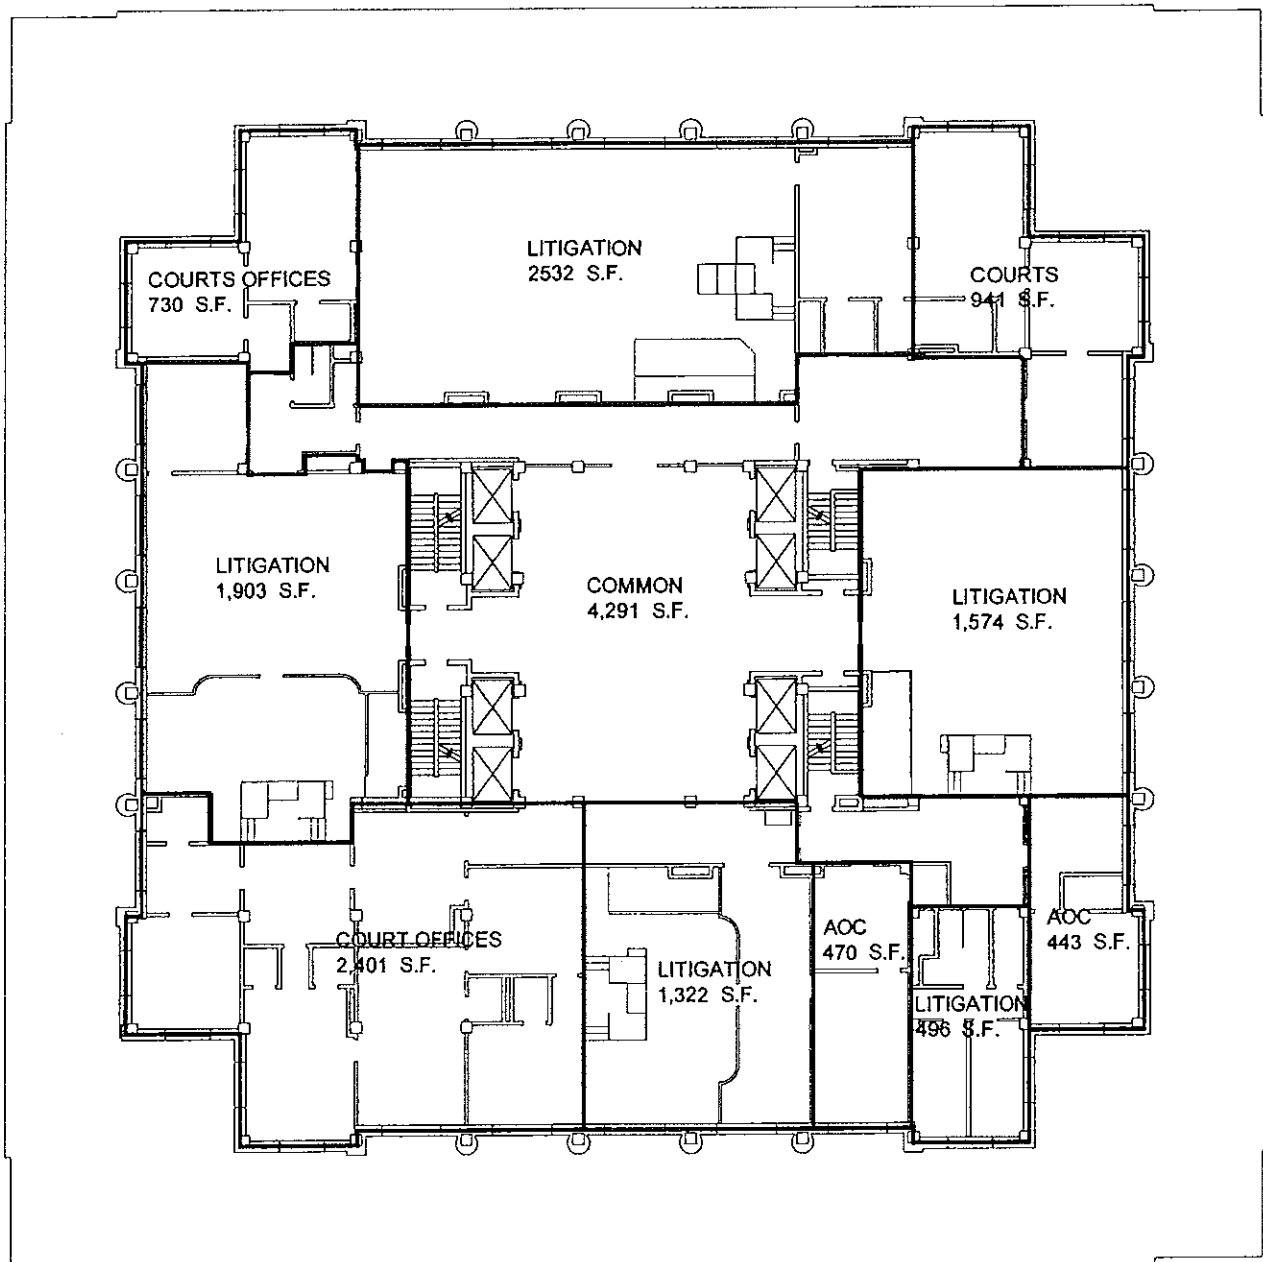 LITIGATION
2532 S.F.
COURTS OFFICES
730 S.F.
COURTS
941 S.F.
LITIGATION
1,903 S.F.
COMMON
4,291 S.F.
LITIGATION
1,574 S.F.
COURT OFFICES
2,401 S.F.
LITIGATION
1,322 S.F.
AOC
470 S.F.
LITIGATION
496 S.F.
AOC
443 S.F.